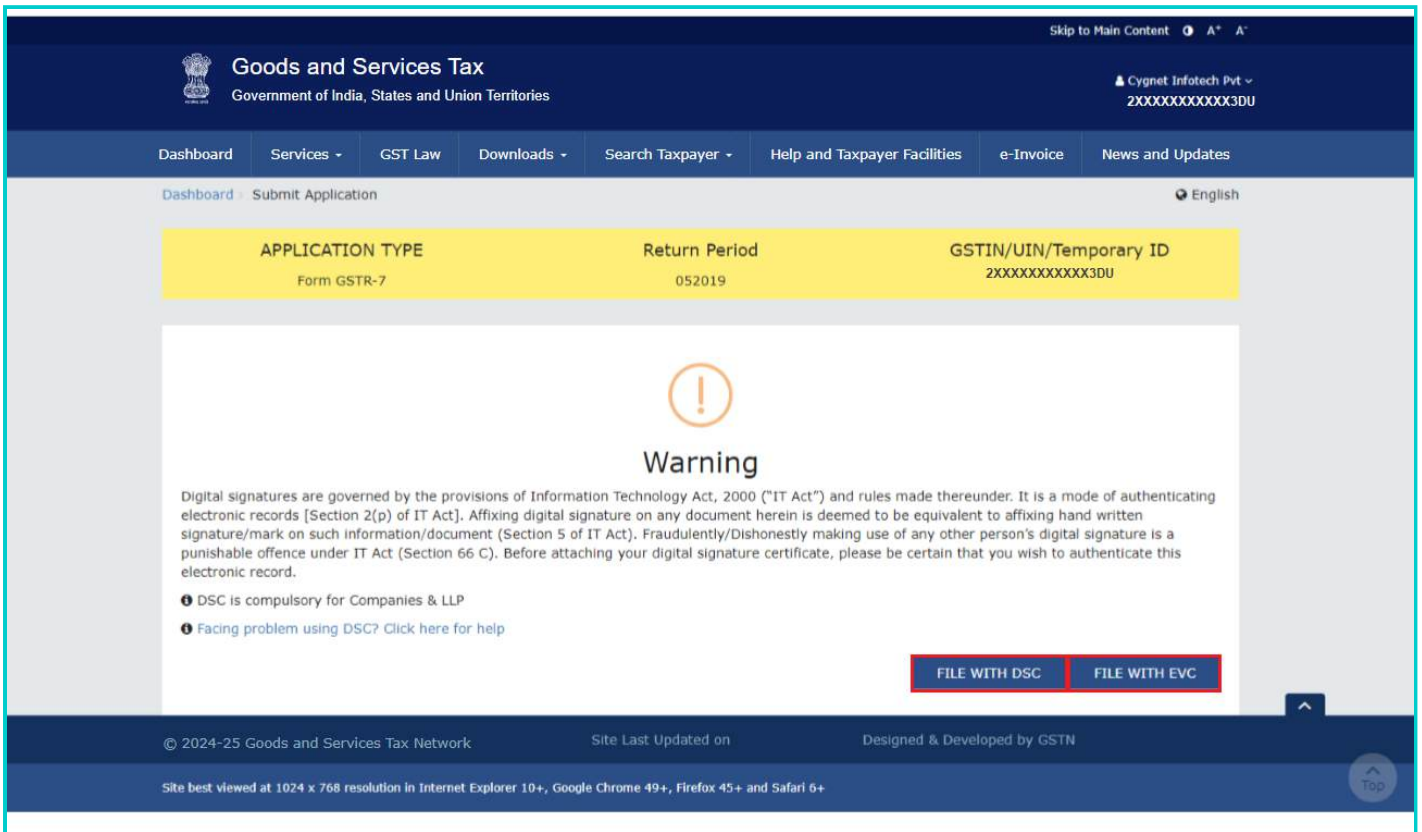 Skip to Main Content A+ A-
Goods and Services Tax
Government of India, States and Union Territories
Cygnet Infotech Pvt
2XXXXXXXXXXX3DU
Dashboard Services GST Law Downloads Search Taxpayer Help and Taxpayer Facilities e-Invoice News and Updates
Dashboard › Submit Application English
APPLICATION TYPE Return Period GSTIN/UIN/Temporary ID
Form GSTR-7 052019 2XXXXXXXXXXX3DU
Warning
Digital signatures are governed by the provisions of Information Technology Act, 2000 ("IT Act") and rules made thereunder. It is a mode of authenticating
electronic records [Section 2(p) of IT Act]. Affixing digital signature on any document herein is deemed to be equivalent to affixing hand written
signature/mark on such information/document (Section 5 of IT Act). Fraudulently/Dishonestly making use of any other person's digital signature is a
punishable offence under IT Act (Section 66 C). Before attaching your digital signature certificate, please be certain that you wish to authenticate this
electronic record.
DSC is compulsory for Companies & LLP
Facing problem using DSC? Click here for help
FILE WITH DSC FILE WITH EVC
© 2024-25 Goods and Services Tax Network Site Last Updated on Designed & Developed by GSTN
Site best viewed at 1024 x 768 resolution in Internet Explorer 10+, Google Chrome 49+, Firefox 45+ and Safari 6+
Top